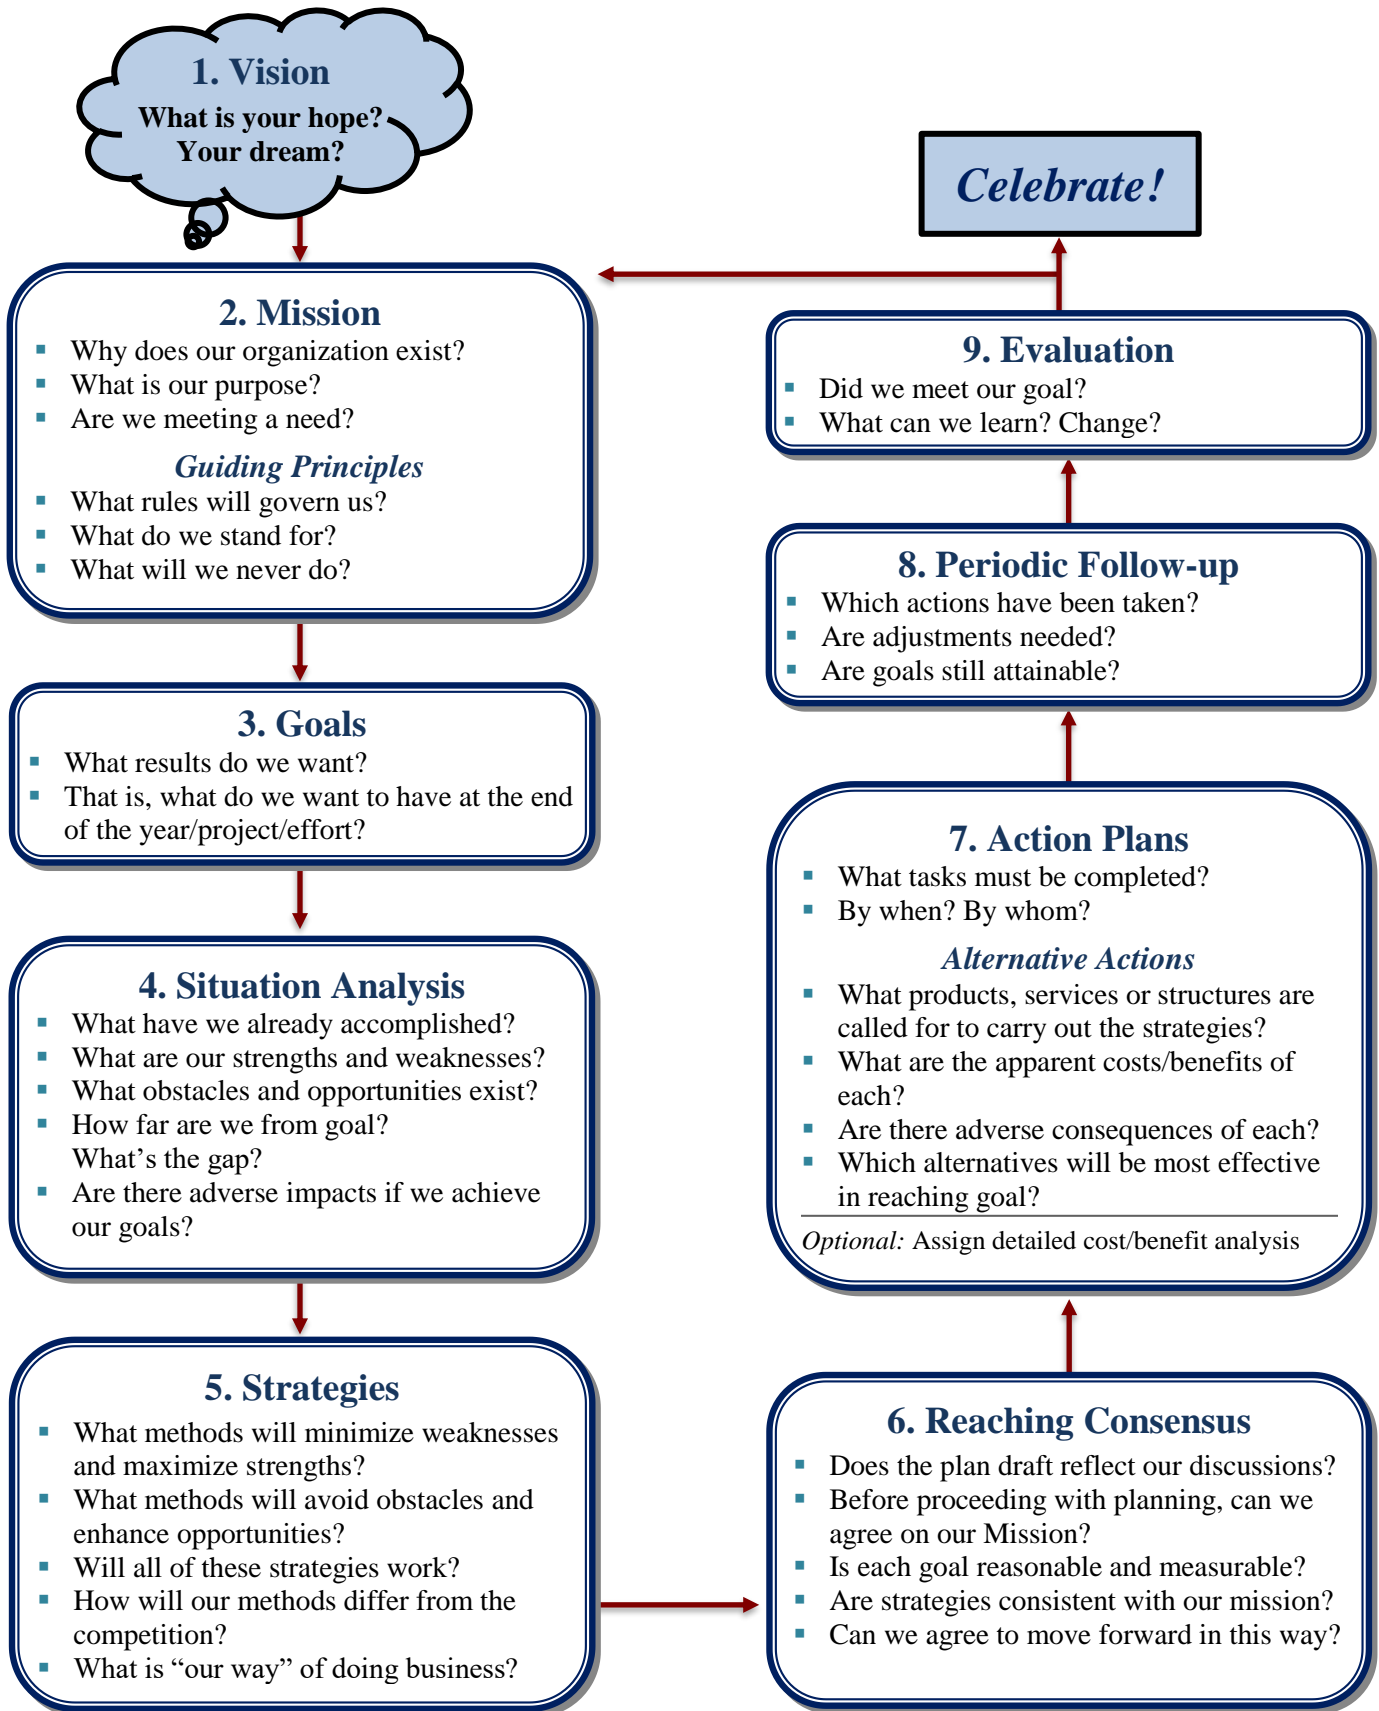 1. Vision
What is your hope?
Your dream?
2. Mission
▪ Why does our organization exist?
▪ What is our purpose?
▪ Are we meeting a need?
Guiding Principles
▪ What rules will govern us?
▪ What do we stand for?
▪ What will we never do?
3. Goals
▪ What results do we want?
▪ That is, what do we want to have at the end
of the year/project/effort?
4. Situation Analysis
▪ What have we already accomplished?
▪ What are our strengths and weaknesses?
▪ What obstacles and opportunities exist?
▪ How far are we from goal?
What’s the gap?
▪ Are there adverse impacts if we achieve
our goals?
5. Strategies
▪ What methods will minimize weaknesses
and maximize strengths?
▪ What methods will avoid obstacles and
enhance opportunities?
▪ Will all of these strategies work?
▪ How will our methods differ from the
competition?
▪ What is “our way” of doing business?
6. Reaching Consensus
▪ Does the plan draft reflect our discussions?
▪ Before proceeding with planning, can we
agree on our Mission?
▪ Is each goal reasonable and measurable?
▪ Are strategies consistent with our mission?
▪ Can we agree to move forward in this way?
7. Action Plans
▪ What tasks must be completed?
▪ By when? By whom?
Alternative Actions
▪ What products, services or structures are
called for to carry out the strategies?
▪ What are the apparent costs/benefits of
each?
▪ Are there adverse consequences of each?
▪ Which alternatives will be most effective
in reaching goal?
Optional: Assign detailed cost/benefit analysis
8. Periodic Follow-up
▪ Which actions have been taken?
▪ Are adjustments needed?
▪ Are goals still attainable?
9. Evaluation
▪ Did we meet our goal?
▪ What can we learn? Change?
Celebrate!